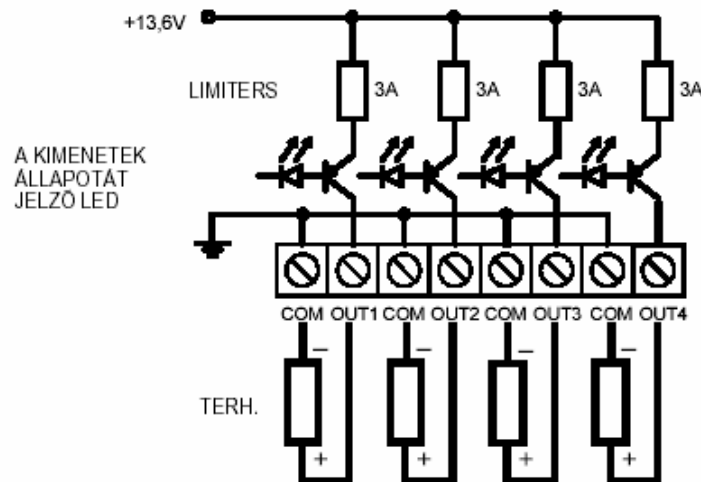 +13,6V
LIMITERS
3A
3A
3A
3A
A KIMENETEK
ÁLLAPOTÁT
JELZŐ LED
COM OUT1 COM OUT2 COM OUT3 COM OUT4
– – – –
TERH.
+ + + +